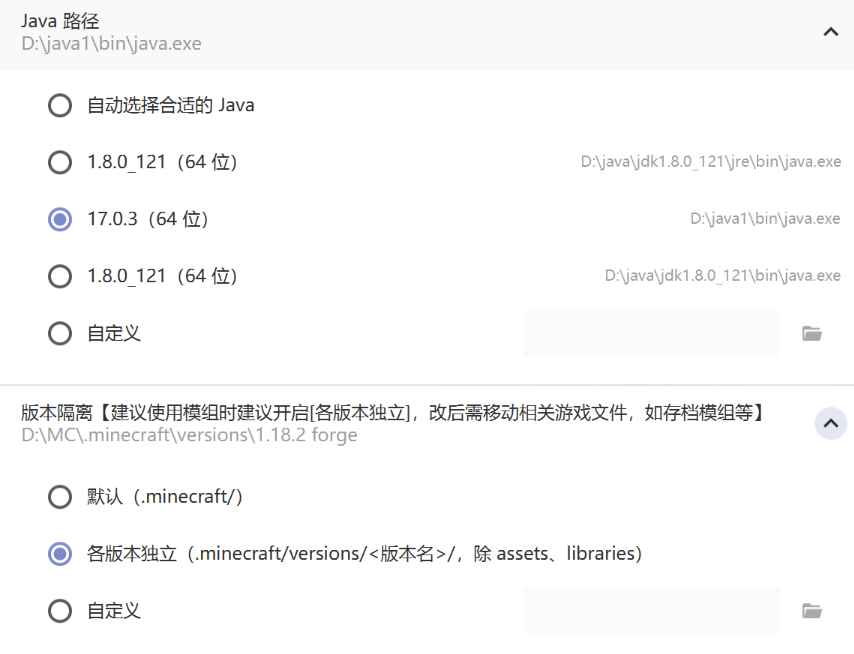 Java 路径
D:\java1\bin\java.exe
自动选择合适的 Java
1.8.0_121（64 位） D:\java\jdk1.8.0_121\jre\bin\java.exe
17.0.3（64 位） D:\java1\bin\java.exe
1.8.0_121（64 位） D:\java\jdk1.8.0_121\bin\java.exe
自定义
版本隔离【建议使用模组时建议开启[各版本独立]，改后需移动相关游戏文件，如存档模组等】
D:\MC\.minecraft\versions\1.18.2 forge
默认（.minecraft/）
各版本独立（.minecraft/versions/<版本名>/，除 assets、libraries）
自定义